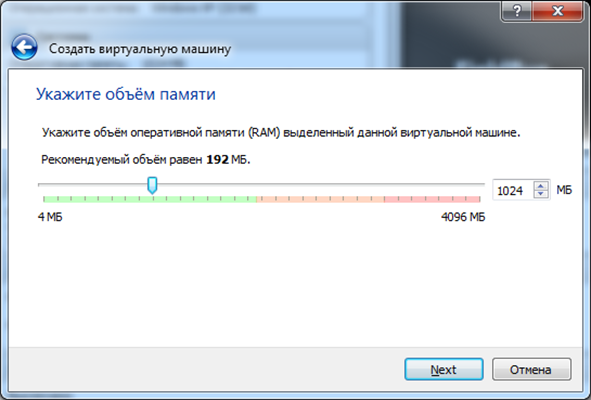 Создать виртуальную машину
Укажите объём памяти
Укажите объём оперативной памяти (RAM) выделенный данной виртуальной машине.
Рекомендуемый объём равен 192 МБ.
1024 МБ
4 МБ 4096 МБ
Next Отмена